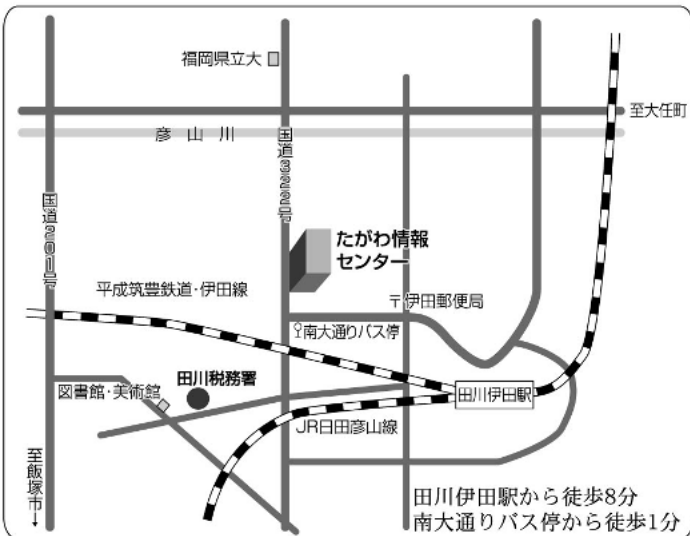 福岡県立大
至大任町
彦山川
国道322号
国道201号
たがわ情報
センター
平成筑豊鉄道・伊田線
〒伊田郵便局
南大通りバス停
田川税務署
図書館・美術館
田川伊田駅
JR日田彦山線
至飯塚市→
田川伊田駅から徒歩8分
南大通りバス停から徒歩1分